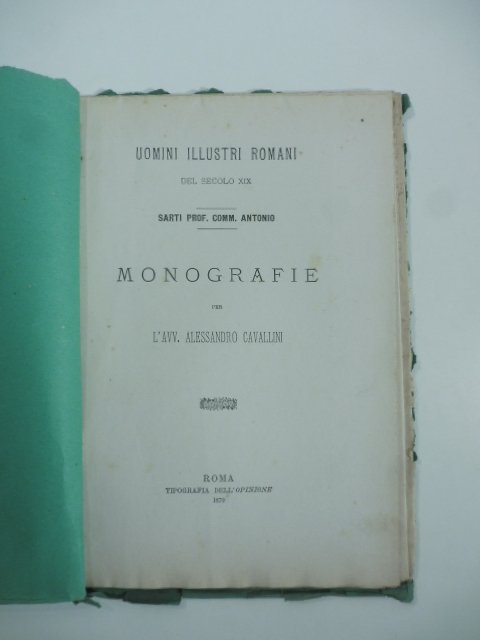 UOMINI ILLUSTRI ROMANI
DEL SECOLO XIX
SARTI PROF. COMM. ANTONIO
MONOGRAFIE
PER
L'AVV. ALESSANDRO CAVALLINI
ROMA
TIPOGRAFIA DELL'OPINIONE
1879